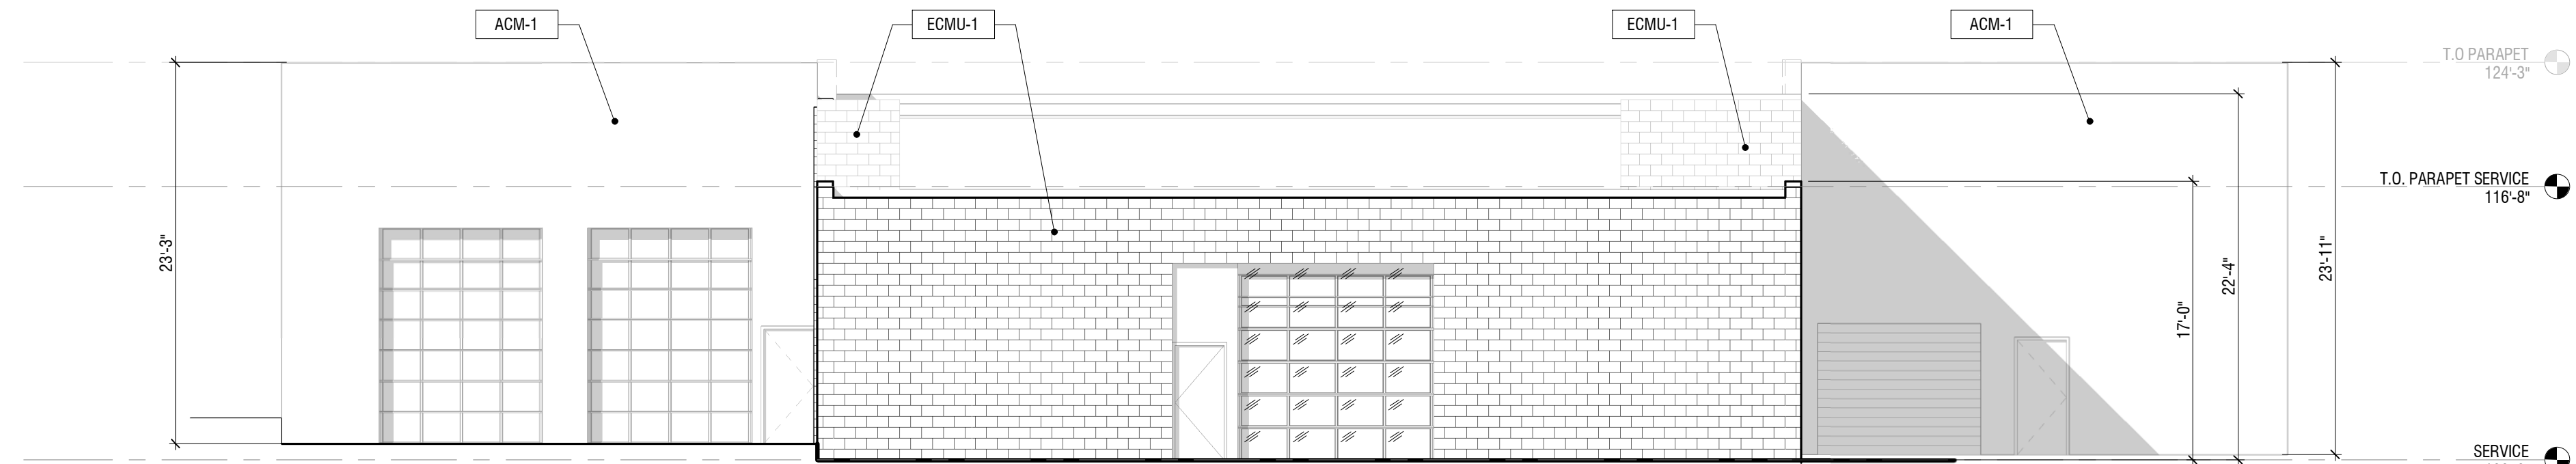 ACM-1
ECMU-1
ECMU-1
ACM-1
T.O PARAPET
124'-3"
T.O. PARAPET SERVICE
116'-8"
23'-3"
17'-0"
22'-4"
23'-11"
SERVICE